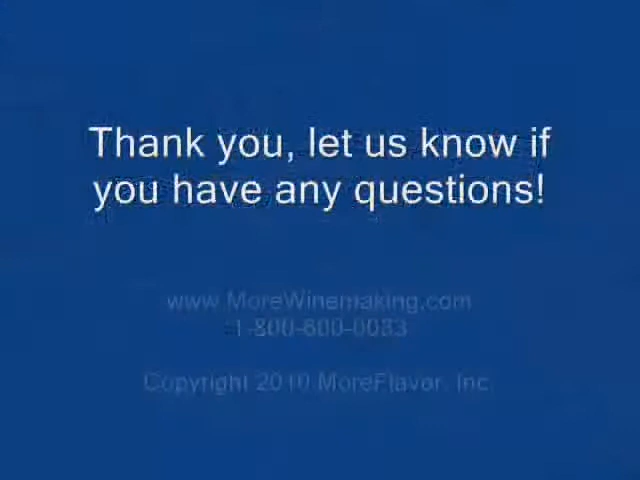 Thank you, let us know if
you have any questions!
www.MoreWinemaking.com
1-800-600-0033
Copyright 2010 MoreFlavor, Inc.